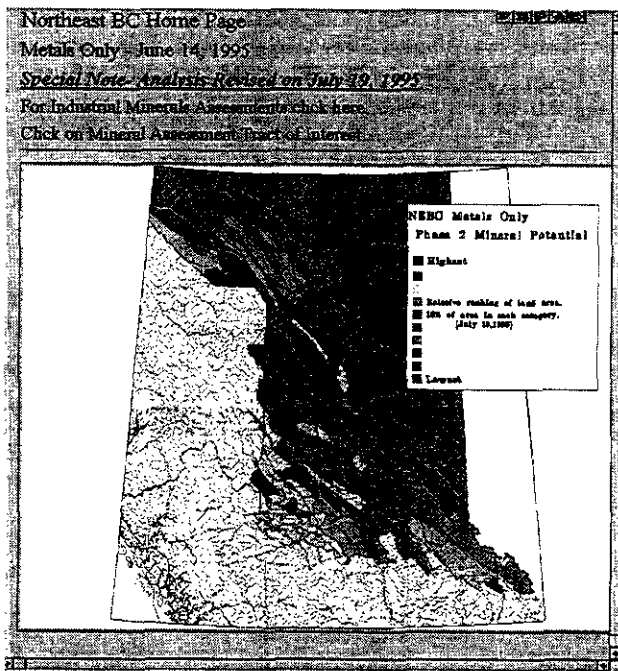 Northeast BC Home Page
Metals Only - June 14, 1995
Special Note- Analysis Revised on July 19, 1995
For Industrial Minerals Assessments click here
Click on Mineral Assessment Tract of Interest
NEBC Metals Only
Phase 2 Mineral Potential
Highest
Relative ranking of land area.
10% of area in each category.
(July 19,1995)
Lowest